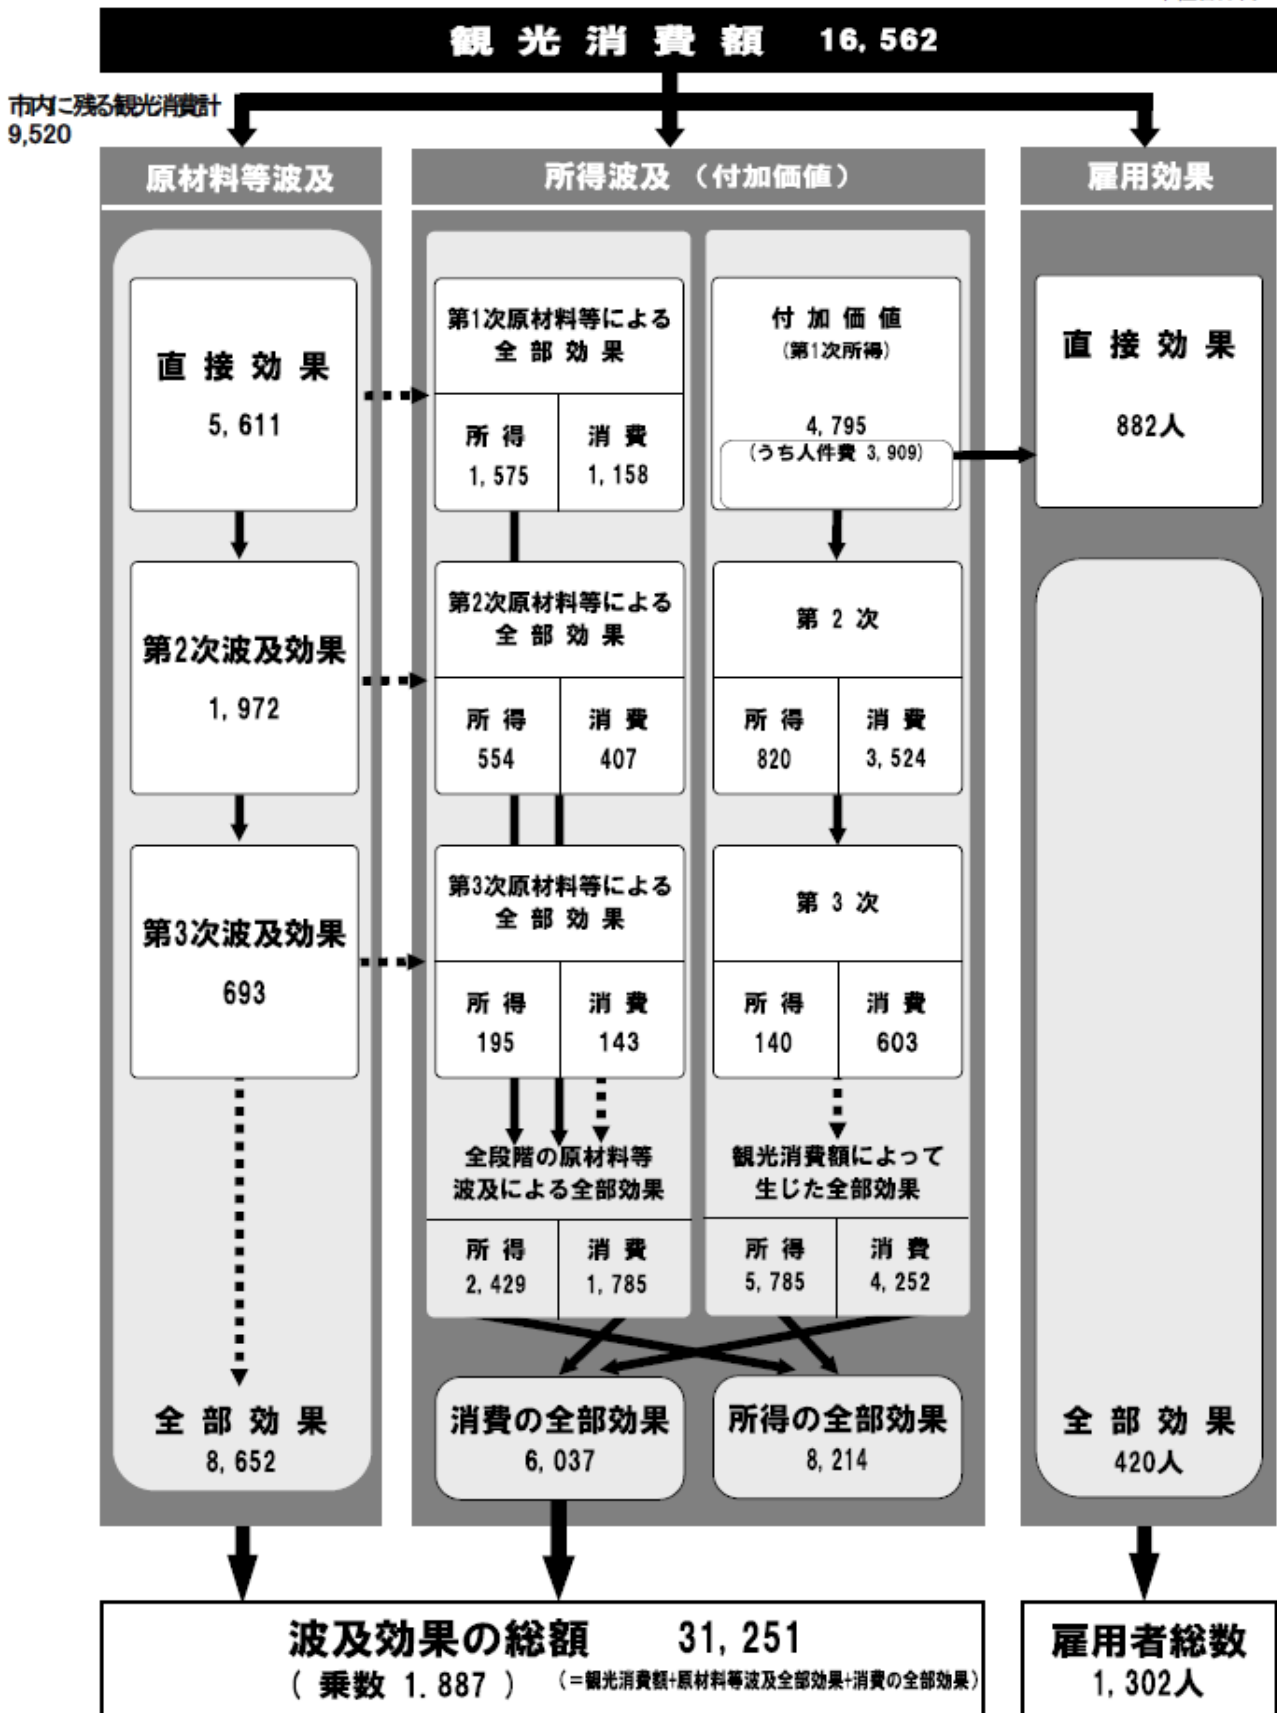 観光消費額 16,562
市内に残る観光消費計
9,520
原材料等波及
所得波及（付加価値）
雇用効果
直接効果
5,611
第1次原材料等による
全部効果
所得
消費
1,575
1,158
付加価値
(第1次所得)
4,795
(うち人件費 3,909)
直接効果
882人
第2次波及効果
1,972
第2次原材料等による
全部効果
所得
消費
554
407
第2次
所得
消費
820
3,524
第3次波及効果
693
第3次原材料等による
全部効果
所得
消費
195
143
第3次
所得
消費
140
603
全段階の原材料等
波及による全部効果
所得
消費
2,429
1,785
観光消費額によって
生じた全部効果
所得
消費
5,785
4,252
全部効果
8,652
消費の全部効果
6,037
所得の全部効果
8,214
全部効果
420人
波及効果の総額 31,251
(乗数 1.887) (=観光消費額+原材料等波及全部効果+消費の全部効果)
雇用者総数
1,302人